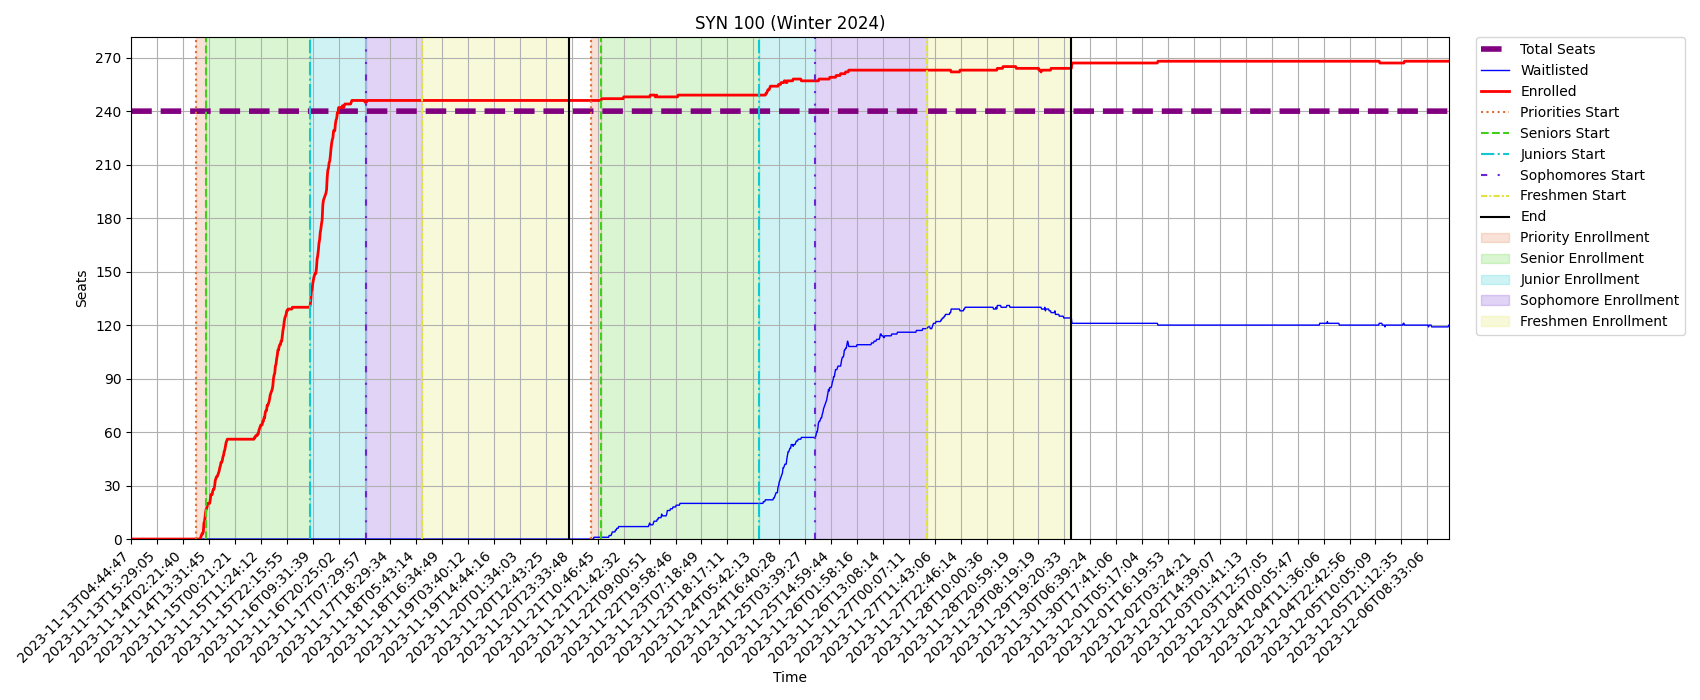 SYN 100 (Winter 2024)
270
240
210
180
150
120
90
60
30
0
Seats
2023-11-13T04:44:47
2023-11-13T15:29:05
2023-11-14T02:21:40
2023-11-14T13:31:45
2023-11-15T00:21:21
2023-11-15T11:24:12
2023-11-15T22:15:55
2023-11-16T09:31:39
2023-11-16T20:25:02
2023-11-17T07:29:57
2023-11-17T18:29:34
2023-11-18T05:43:14
2023-11-18T16:34:49
2023-11-19T03:40:12
2023-11-19T14:44:16
2023-11-20T01:34:03
2023-11-20T12:43:25
2023-11-20T23:33:48
2023-11-21T10:46:45
2023-11-21T21:42:32
2023-11-22T09:00:51
2023-11-22T19:58:46
2023-11-23T07:18:49
2023-11-23T18:17:11
2023-11-24T05:42:13
2023-11-24T16:40:28
2023-11-25T03:39:27
2023-11-25T14:59:44
2023-11-26T01:58:16
2023-11-26T13:08:14
2023-11-27T00:07:11
2023-11-27T11:43:06
2023-11-27T22:46:14
2023-11-28T10:00:36
2023-11-28T20:59:19
2023-11-29T08:19:19
2023-11-29T19:20:33
2023-11-30T06:39:24
2023-11-30T17:41:06
2023-12-01T05:17:04
2023-12-01T16:19:53
2023-12-02T03:24:21
2023-12-02T14:39:07
2023-12-03T01:41:13
2023-12-03T12:57:05
2023-12-04T00:05:47
2023-12-04T11:36:06
2023-12-04T22:42:56
2023-12-05T10:05:09
2023-12-05T21:12:35
2023-12-06T08:33:06
Time
Total Seats
Waitlisted
Enrolled
Priorities Start
Seniors Start
Juniors Start
Sophomores Start
Freshmen Start
End
Priority Enrollment
Senior Enrollment
Junior Enrollment
Sophomore Enrollment
Freshmen Enrollment